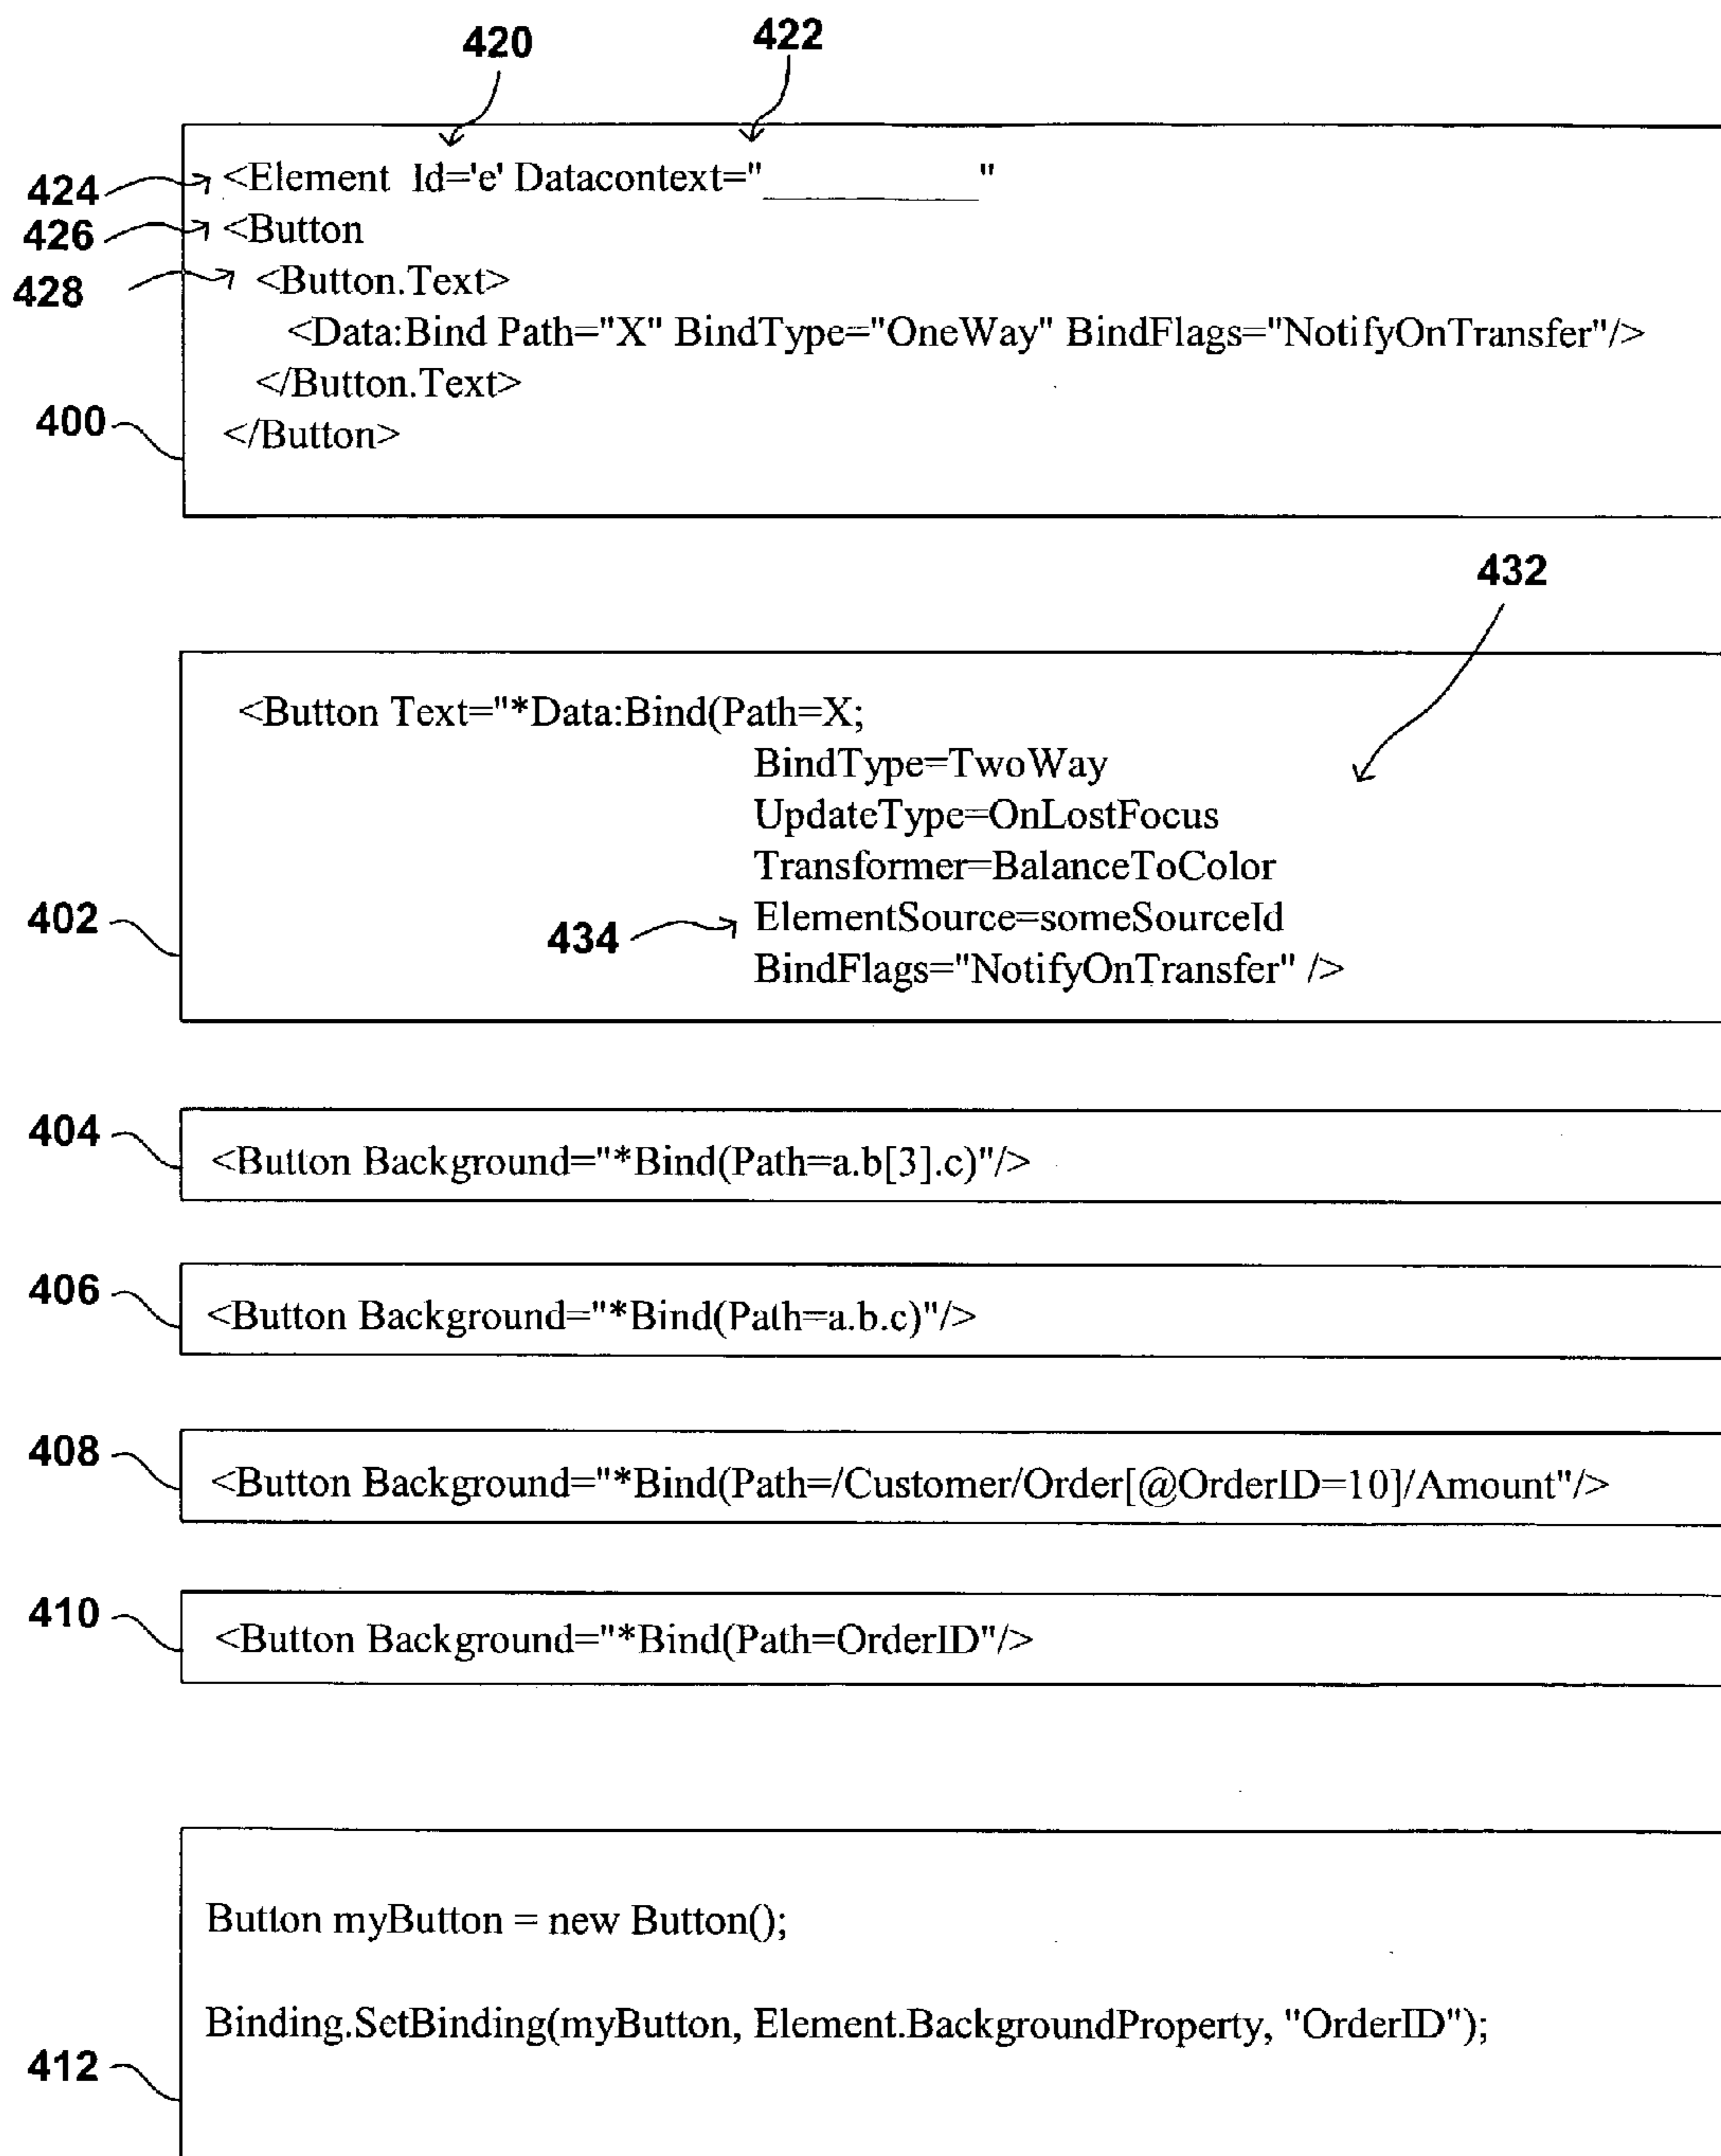 420 422
424 <Element Id='e' Datacontext="__________"
426 <Button
428 <Button.Text>
<Data:Bind Path="X" BindType="OneWay" BindFlags="NotifyOnTransfer"/>
</Button.Text>
400 </Button>
432
<Button Text="*Data:Bind(Path=X;
BindType=TwoWay
UpdateType=OnLostFocus
Transformer=BalanceToColor
402 434 ElementSource=someSourceId
BindFlags="NotifyOnTransfer" />
404 <Button Background="*Bind(Path=a.b[3].c)"/>
406 <Button Background="*Bind(Path=a.b.c)"/>
408 <Button Background="*Bind(Path=/Customer/Order[@OrderID=10]/Amount"/>
410 <Button Background="*Bind(Path=OrderID"/>
Button myButton = new Button();
Binding.SetBinding(myButton, Element.BackgroundProperty, "OrderID");
412